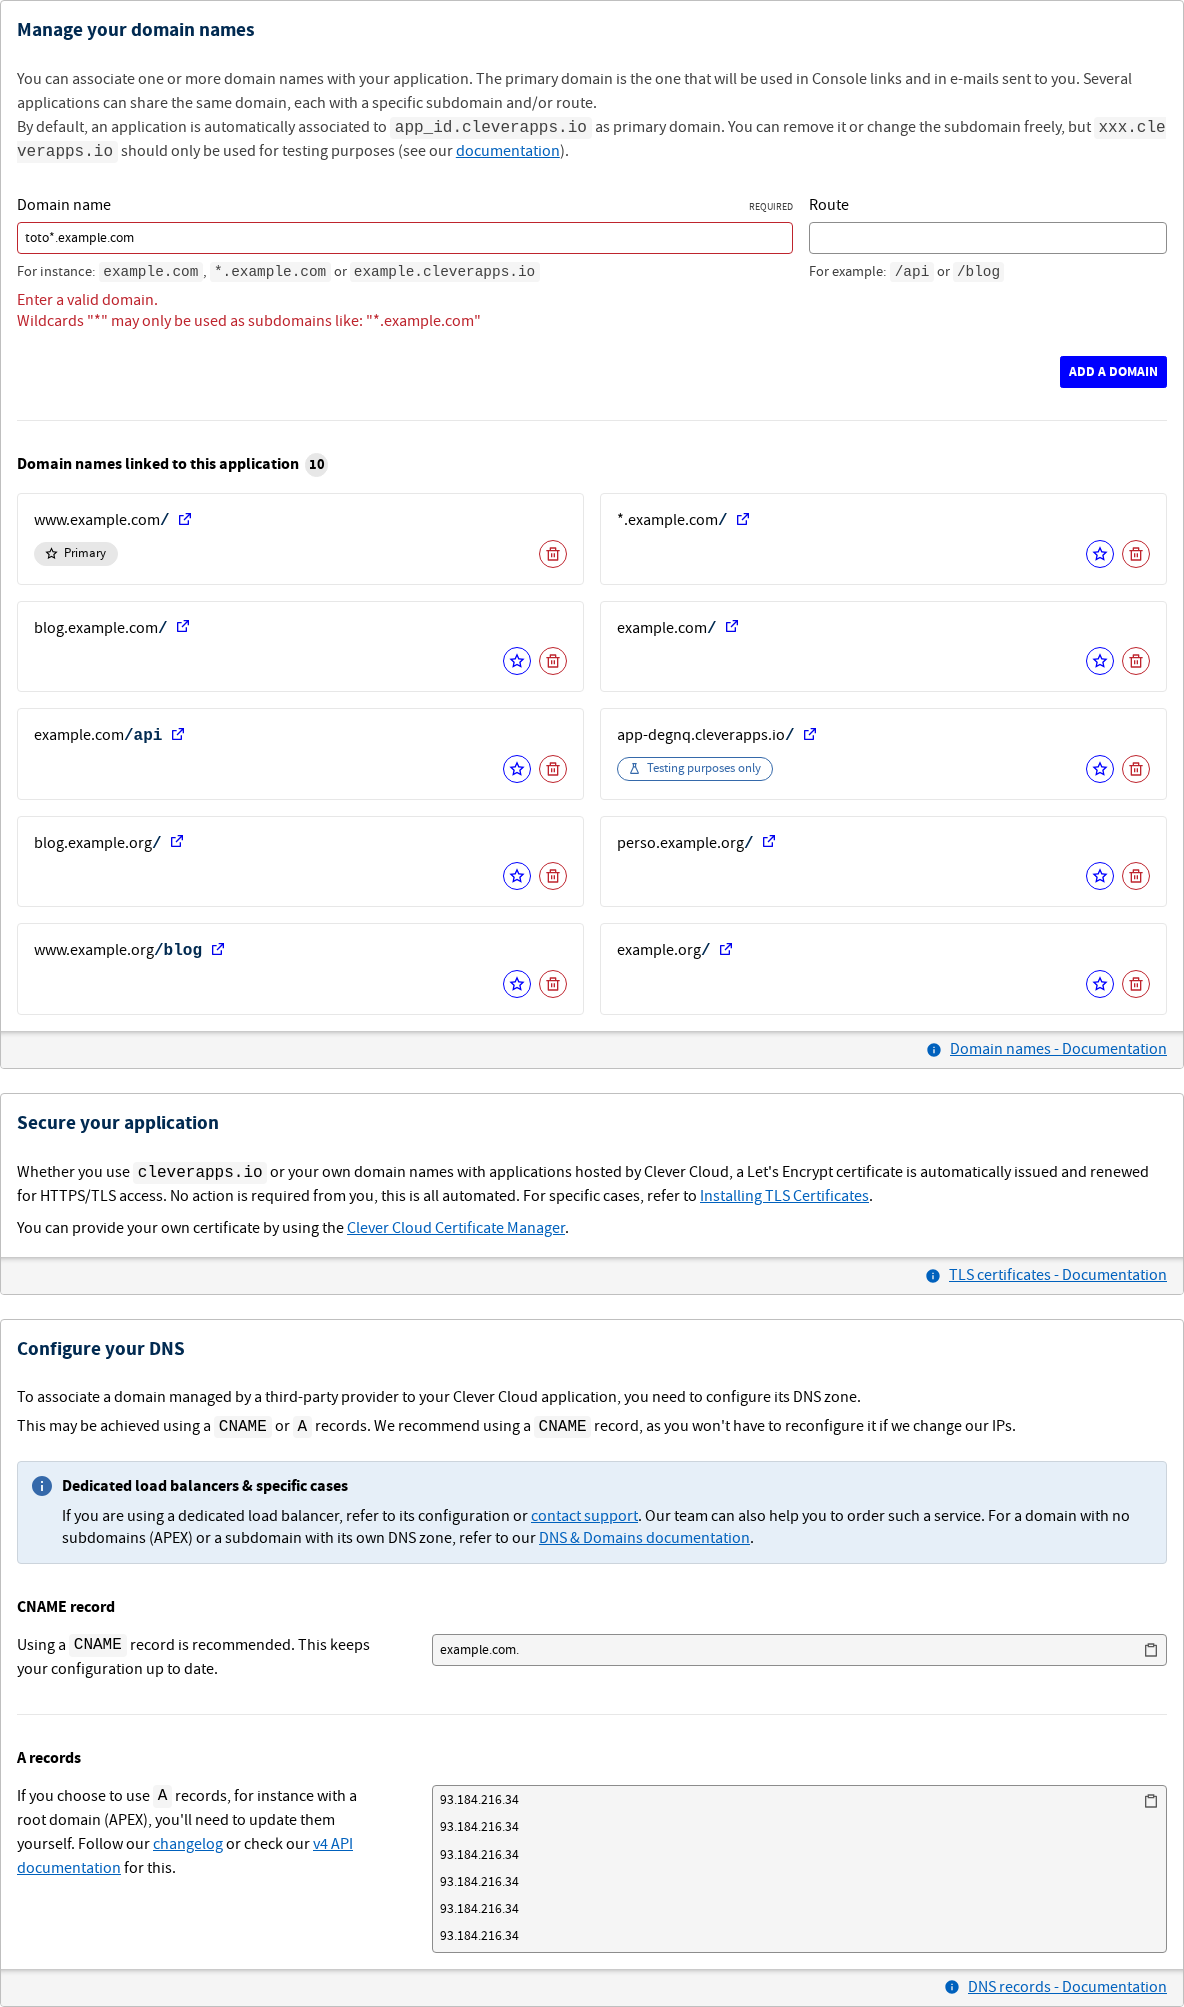 Manage your domain names
You can associate one or more domain names with your application. The primary domain is the one that will be used in Console links and in e-mails sent to you. Several
applications can share the same domain, each with a specific subdomain and/or route.
By default, an application is automatically associated to app_id.cleverapps.io as primary domain. You can remove it or change the subdomain freely, but xxx.cle
verapps.io should only be used for testing purposes (see our documentation).
Domain name REQUIRED Route
toto*.example.com
For instance: example.com, *.example.com or example.cleverapps.io For example: /api or /blog
Enter a valid domain.
Wildcards "*" may only be used as subdomains like: "*.example.com"
ADD A DOMAIN
Domain names linked to this application 10
www.example.com/ *.example.com/
Primary
blog.example.com/ example.com/
example.com/api app-degnq.cleverapps.io/
Testing purposes only
blog.example.org/ perso.example.org/
www.example.org/blog example.org/
Domain names - Documentation
Secure your application
Whether you use cleverapps.io or your own domain names with applications hosted by Clever Cloud, a Let's Encrypt certificate is automatically issued and renewed
for HTTPS/TLS access. No action is required from you, this is all automated. For specific cases, refer to Installing TLS Certificates.
You can provide your own certificate by using the Clever Cloud Certificate Manager.
TLS certificates - Documentation
Configure your DNS
To associate a domain managed by a third-party provider to your Clever Cloud application, you need to configure its DNS zone.
This may be achieved using a CNAME or A records. We recommend using a CNAME record, as you won't have to reconfigure it if we change our IPs.
Dedicated load balancers & specific cases
If you are using a dedicated load balancer, refer to its configuration or contact support. Our team can also help you to order such a service. For a domain with no
subdomains (APEX) or a subdomain with its own DNS zone, refer to our DNS & Domains documentation.
CNAME record
Using a CNAME record is recommended. This keeps
your configuration up to date.
example.com.
A records
If you choose to use A records, for instance with a
root domain (APEX), you'll need to update them
yourself. Follow our changelog or check our v4 API
documentation for this.
93.184.216.34
93.184.216.34
93.184.216.34
93.184.216.34
93.184.216.34
93.184.216.34
DNS records - Documentation